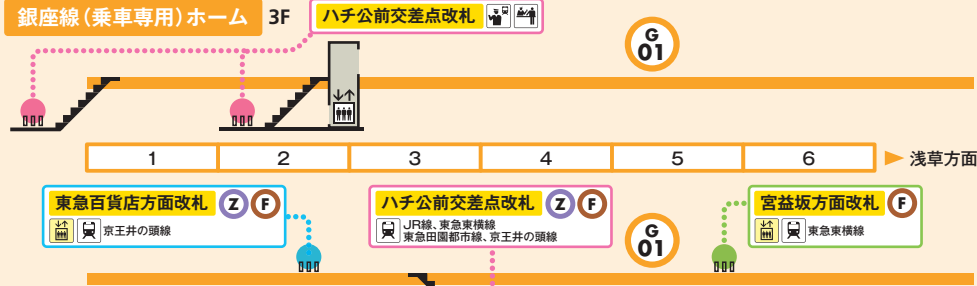 銀座線（乗車専用）ホーム 3F
ハチ公前交差点改札
G
01
1 2 3 4 5 6 浅草方面
東急百貨店方面改札 Z F
京王井の頭線
ハチ公前交差点改札 Z F
JR線、東急東横線
東急田園都市線、京王井の頭線
G
01
宮益坂方面改札 F
東急東横線